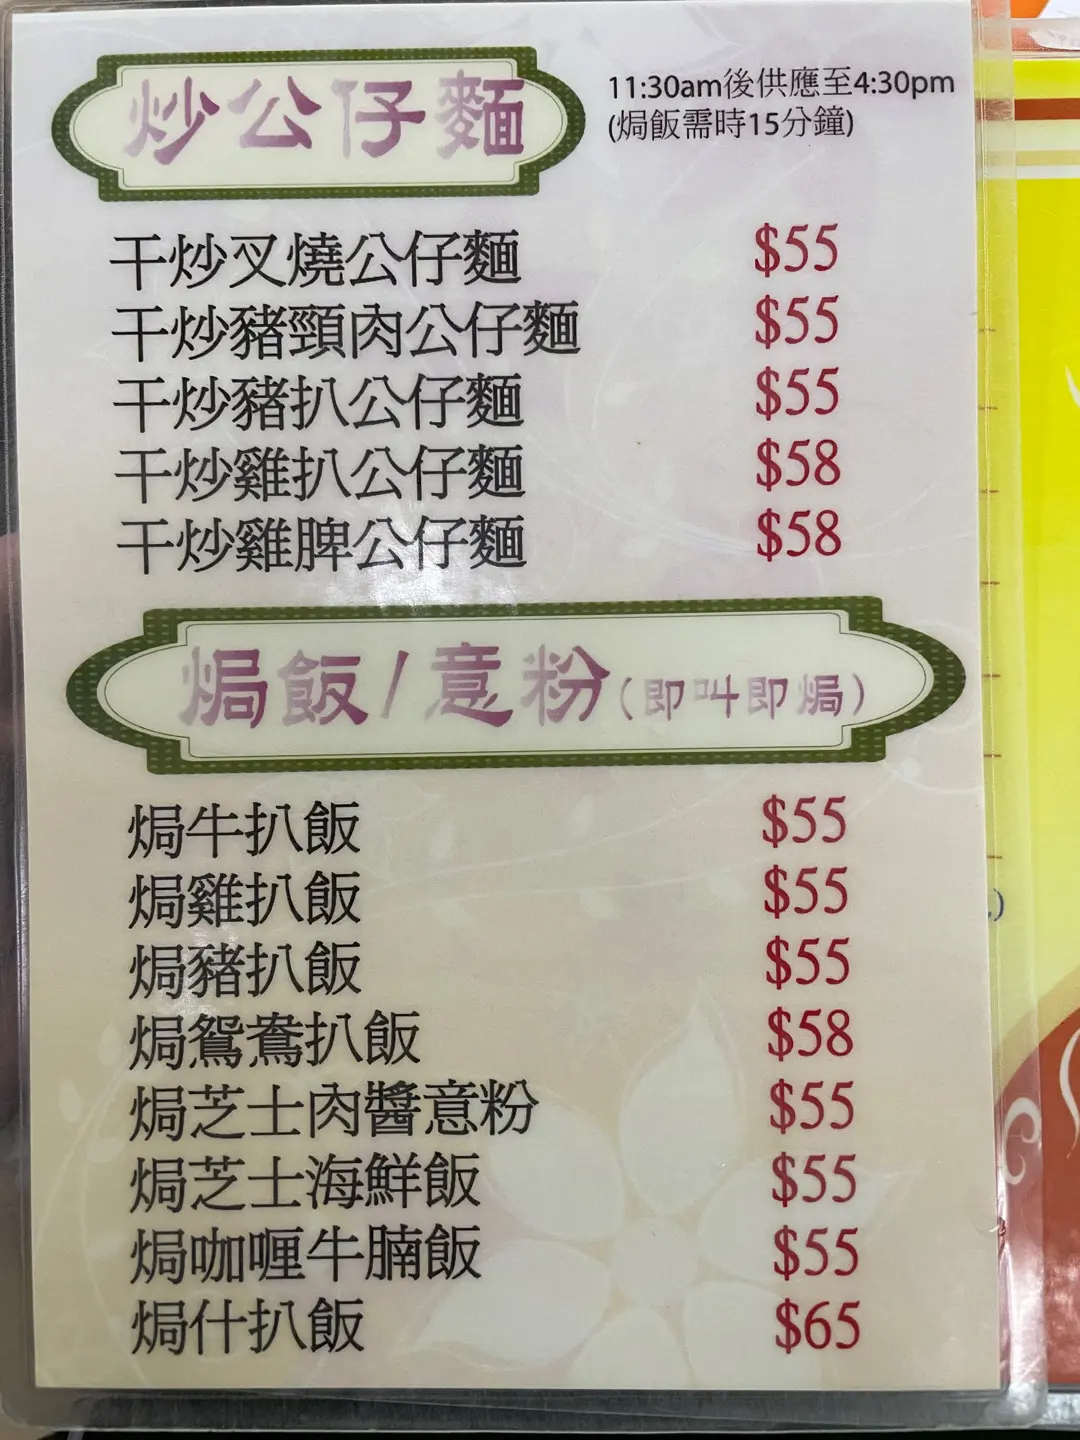 炒公仔麵
11:30am後供應至4:30pm
(焗飯需時15分鐘)
干炒叉燒公仔麵 $55
干炒豬頸肉公仔麵 $55
干炒豬扒公仔麵 $55
干炒雞扒公仔麵 $58
干炒雞脾公仔麵 $58
焗飯/意粉(即叫即焗)
焗牛扒飯 $55
焗雞扒飯 $55
焗豬扒飯 $55
焗鴛鴦扒飯 $58
焗芝士肉醬意粉 $55
焗芝士海鮮飯 $55
焗咖喱牛腩飯 $55
焗什扒飯 $65